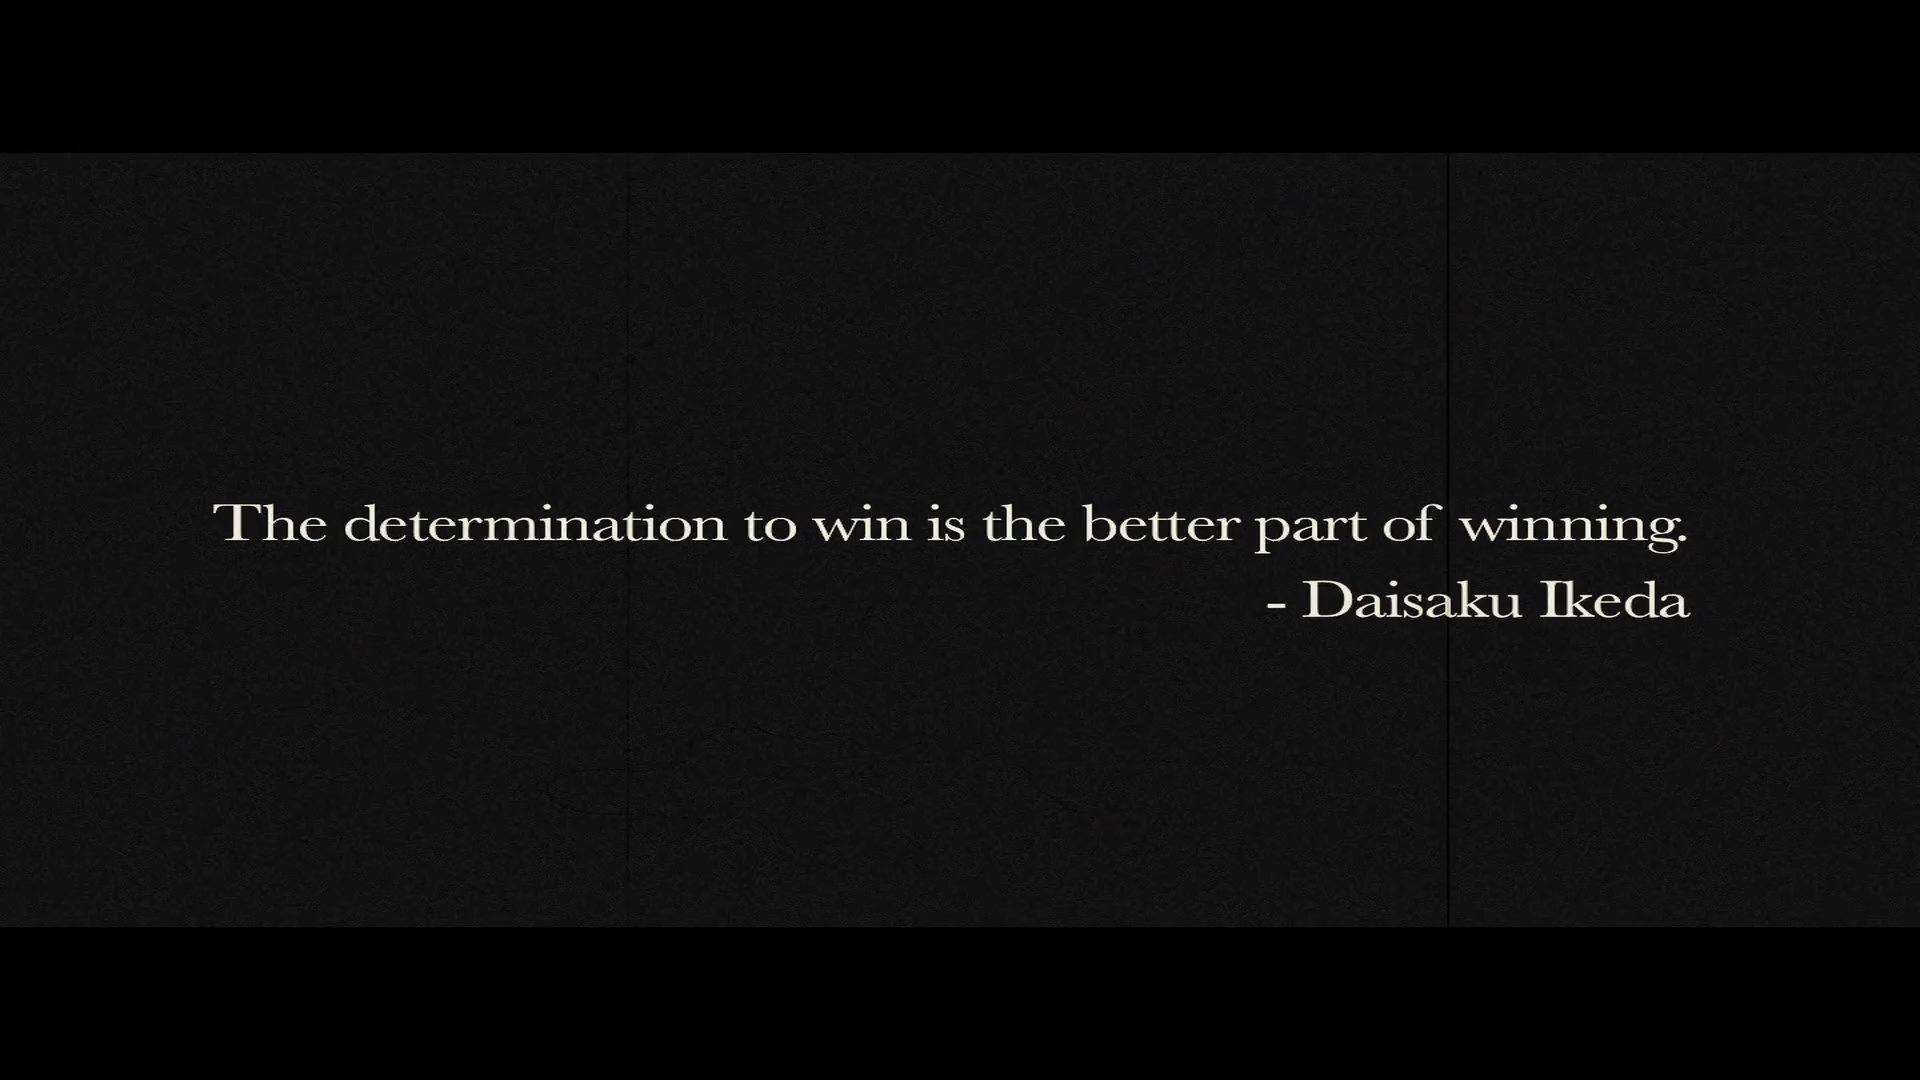 The determination to win is the better part of winning.
- Daisaku Ikeda